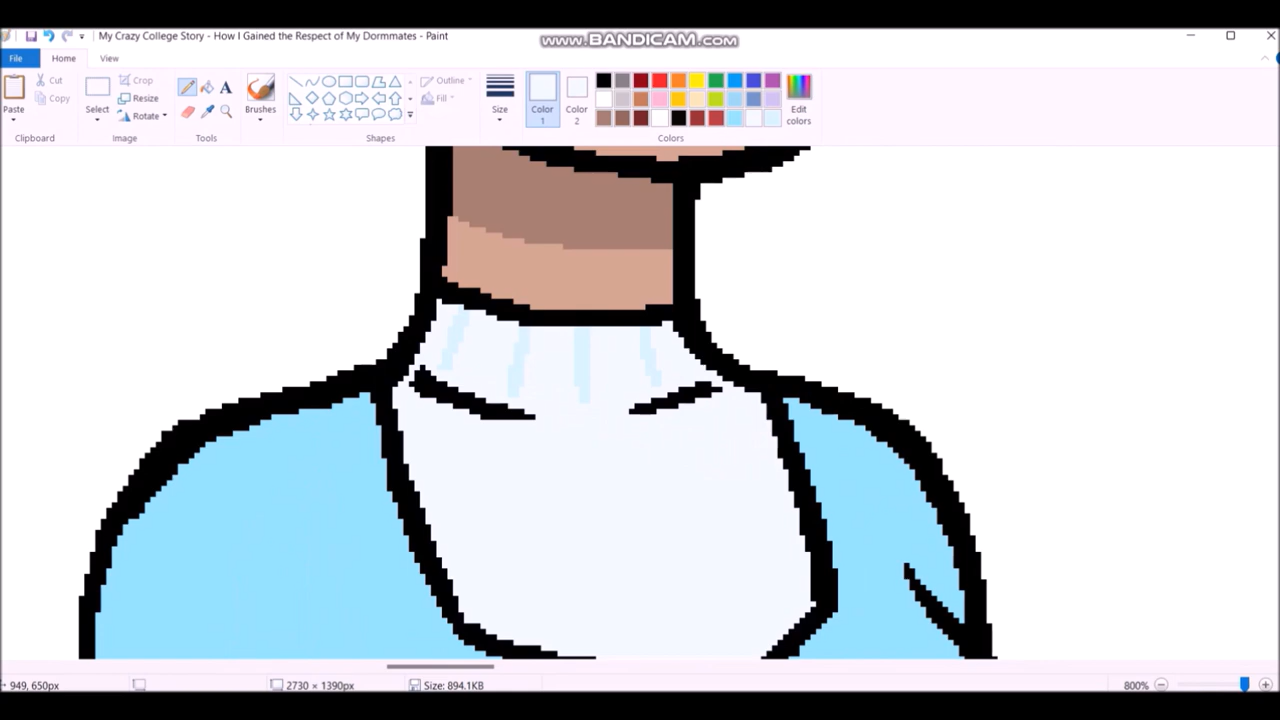 www.BANDICAM.com
My Crazy College Story - How I Gained the Respect of My Dormmates - Paint
File Home View
Paste
Cut
Copy
Clipboard
Select
Crop
Resize
Rotate
Image
A
Tools
Brushes
Outline
Fill
Shapes
Size
Color
1
Color
2
Colors
Edit
colors
949, 650px
2730 × 1390px
Size: 894.1KB
800%